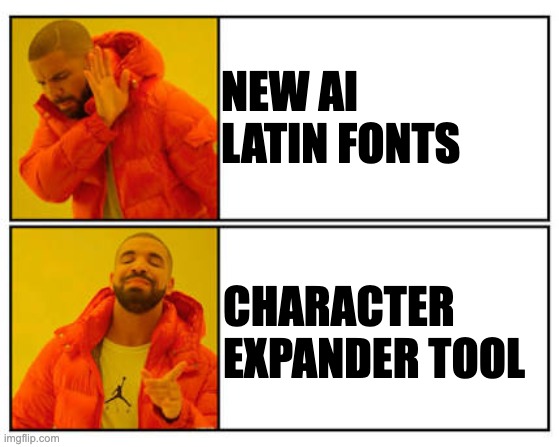 NEW AI
LATIN FONTS
CHARACTER
EXPANDER TOOL
imgflip.com